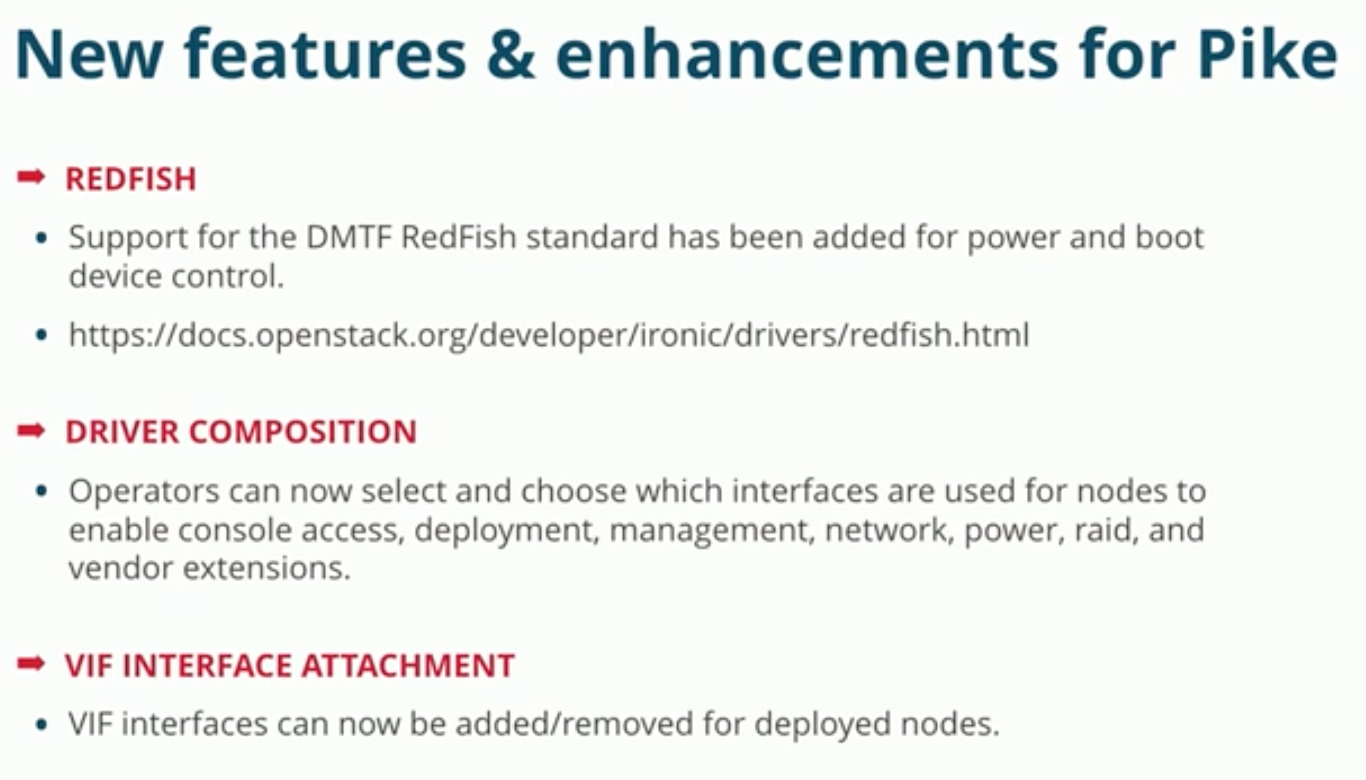 New features & enhancements for Pike
➡ REDFISH
• Support for the DMTF RedFish standard has been added for power and boot
device control.
• https://docs.openstack.org/developer/ironic/drivers/redfish.html
➡ DRIVER COMPOSITION
• Operators can now select and choose which interfaces are used for nodes to
enable console access, deployment, management, network, power, raid, and
vendor extensions.
➡ VIF INTERFACE ATTACHMENT
• VIF interfaces can now be added/removed for deployed nodes.